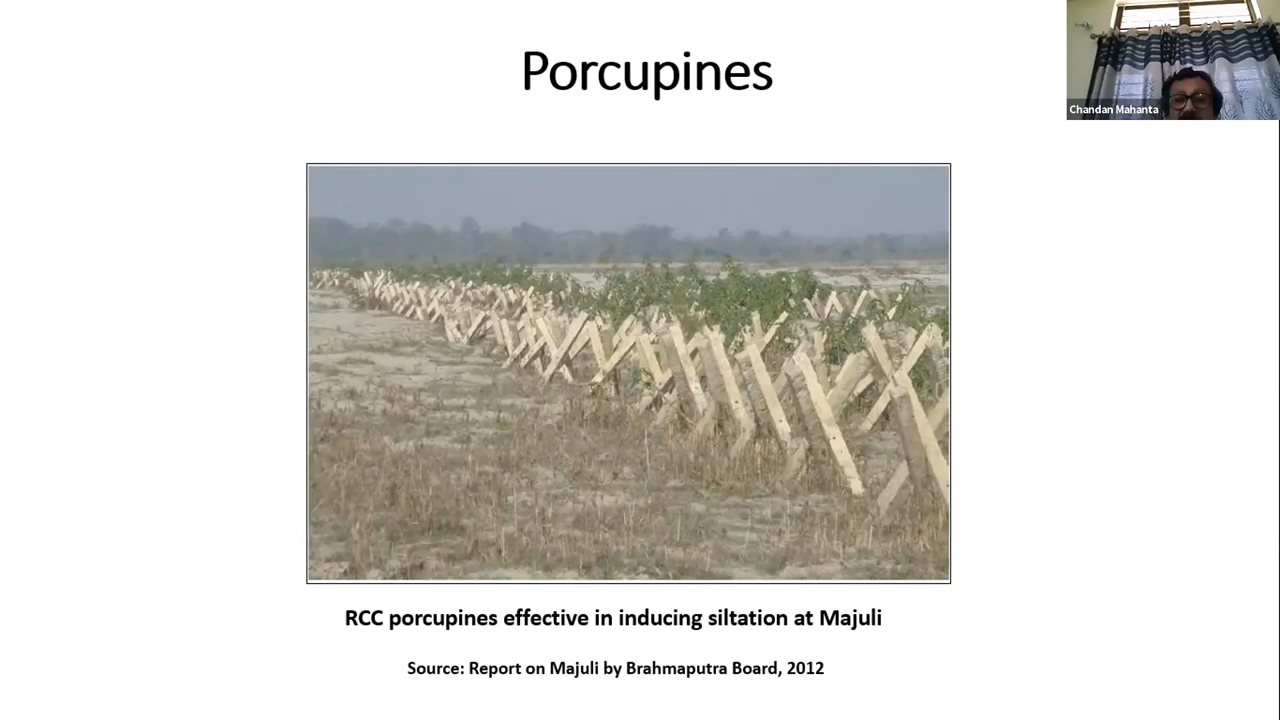 Porcupines
Chandan Mahanta
RCC porcupines effective in inducing siltation at Majuli
Source: Report on Majuli by Brahmaputra Board, 2012